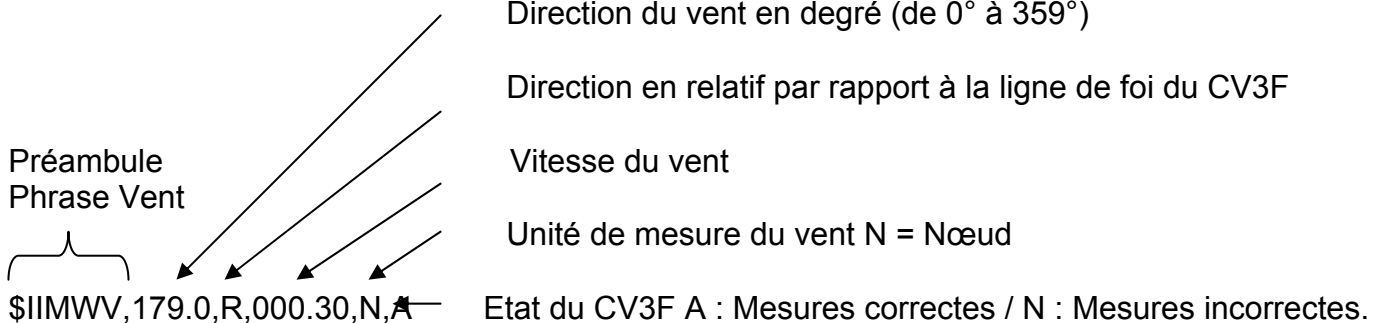 Direction du vent en degré (de 0° à 359°)
Direction en relatif par rapport à la ligne de foi du CV3F
Préambule
Phrase Vent
Vitesse du vent
Unité de mesure du vent N = Nœud
$IIMWV,179.0,R,000.30,N,A
Etat du CV3F A : Mesures correctes / N : Mesures incorrectes.